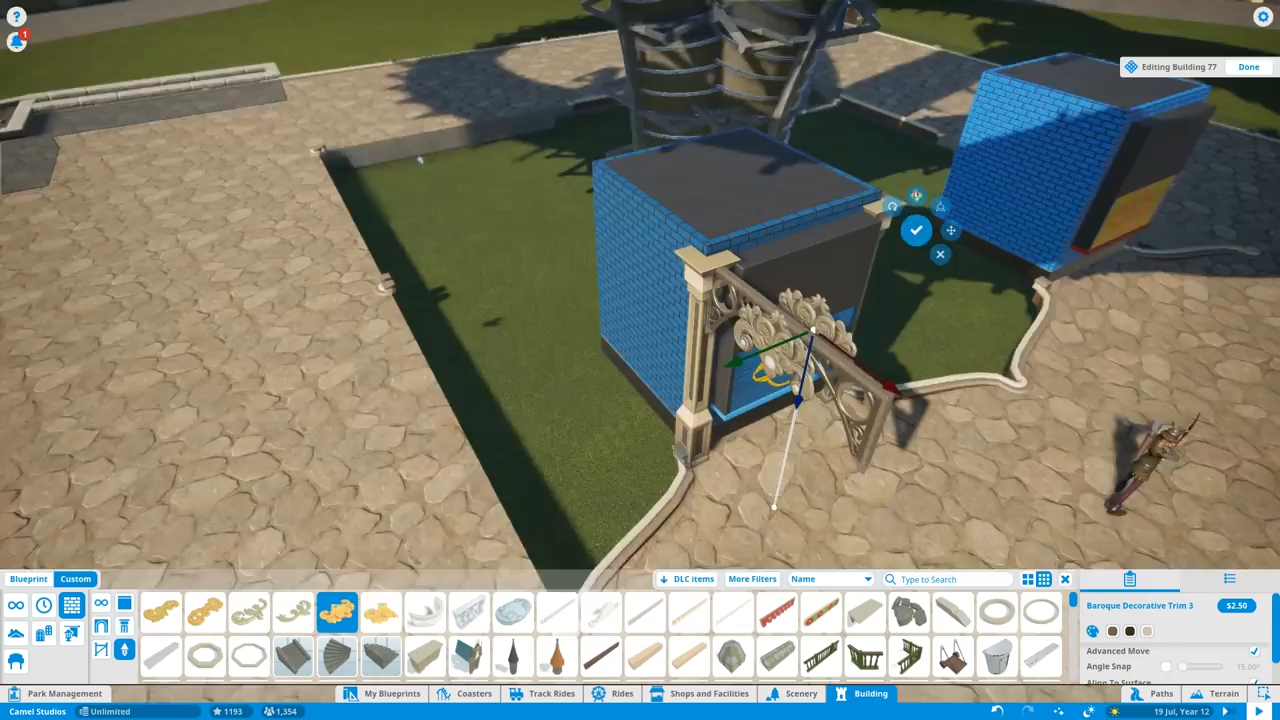 ?
1
Editing Building 77 Done
Blueprint Custom
DLC items More Filters Name Type to Search
Baroque Decorative Trim 3 $2.50
Advanced Move
Angle Snap 15.00°
Park Management My Blueprints Coasters Track Rides Rides Shops and Facilities Scenery Building Paths Terrain
Camel Studios Unlimited 1193 1,354 19 Jul, Year 12